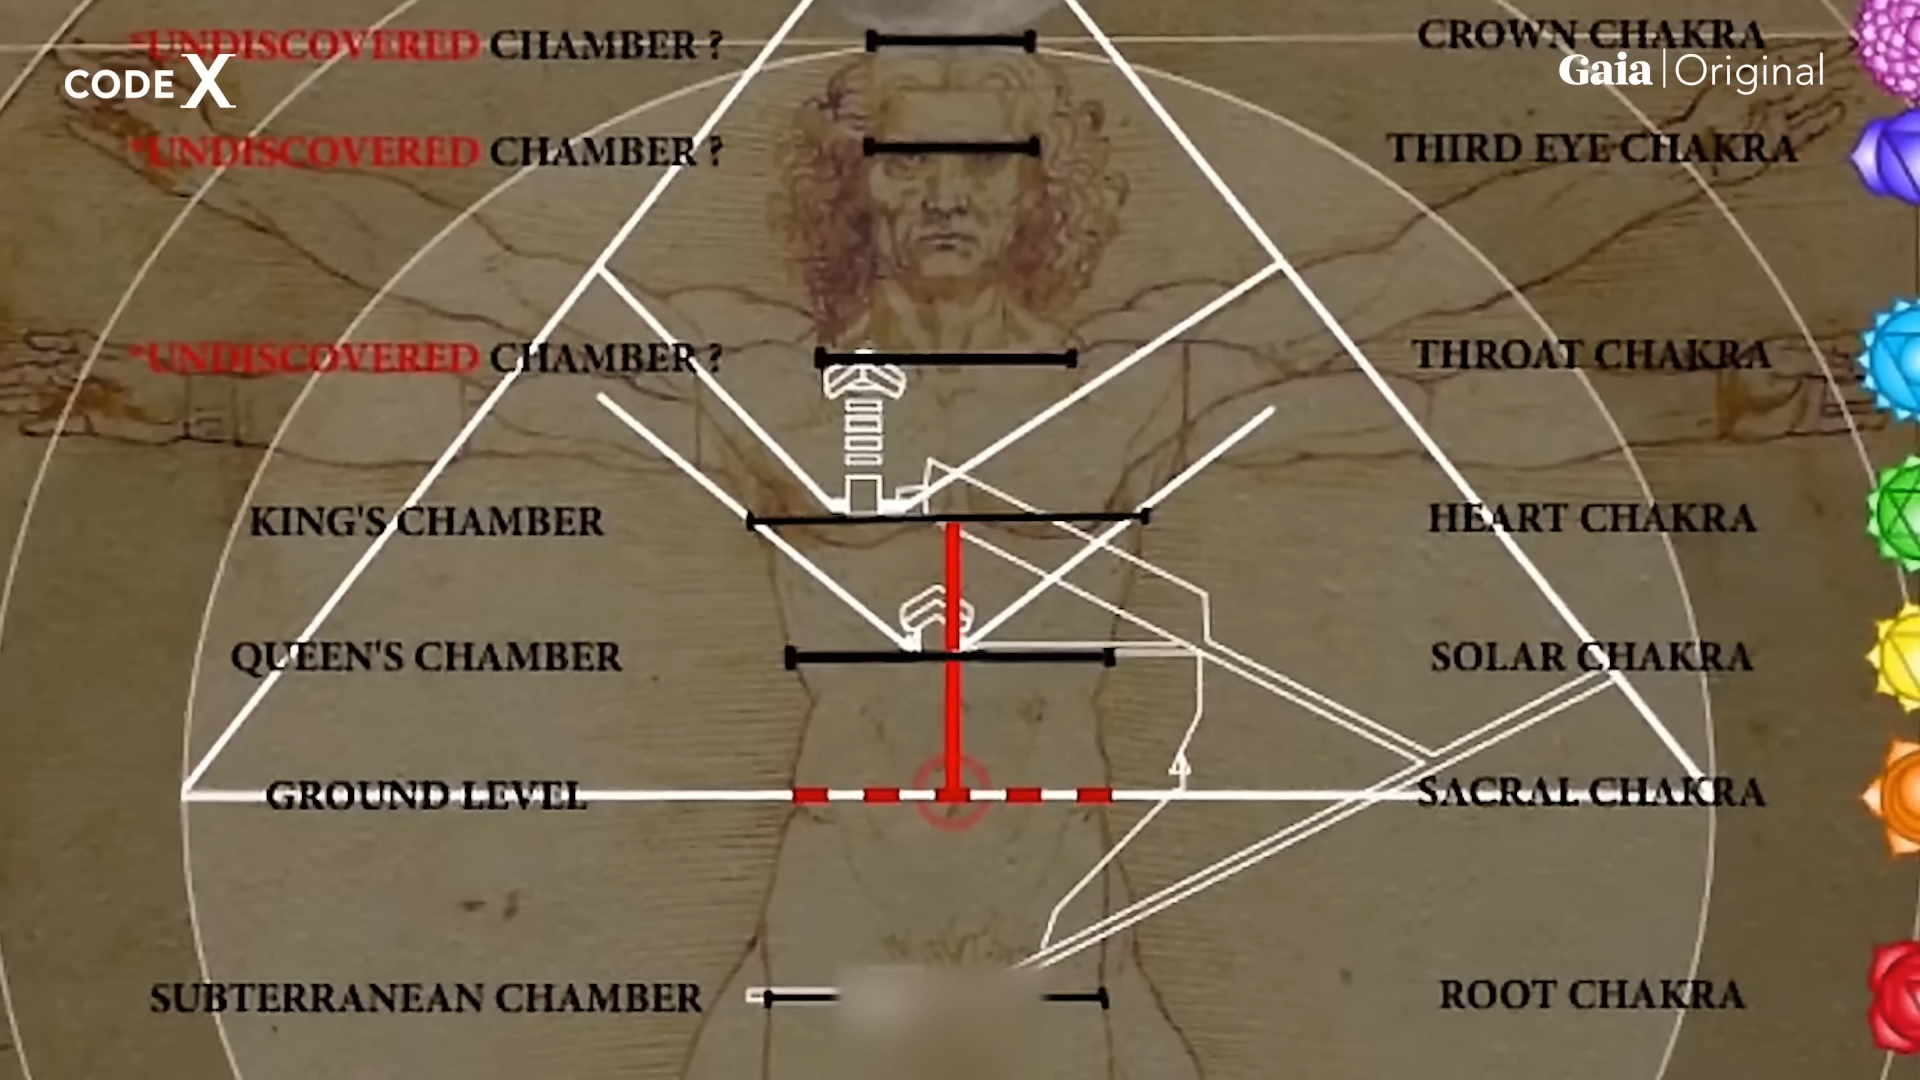 *UNDISCOVERED CHAMBER ?
CROWN CHAKRA
CODE X
Gaia | Original
*UNDISCOVERED CHAMBER ?
THIRD EYE CHAKRA
*UNDISCOVERED CHAMBER ?
THROAT CHAKRA
KING'S CHAMBER
HEART CHAKRA
QUEEN'S CHAMBER
SOLAR CHAKRA
GROUND LEVEL
SACRAL CHAKRA
SUBTERRANEAN CHAMBER
ROOT CHAKRA